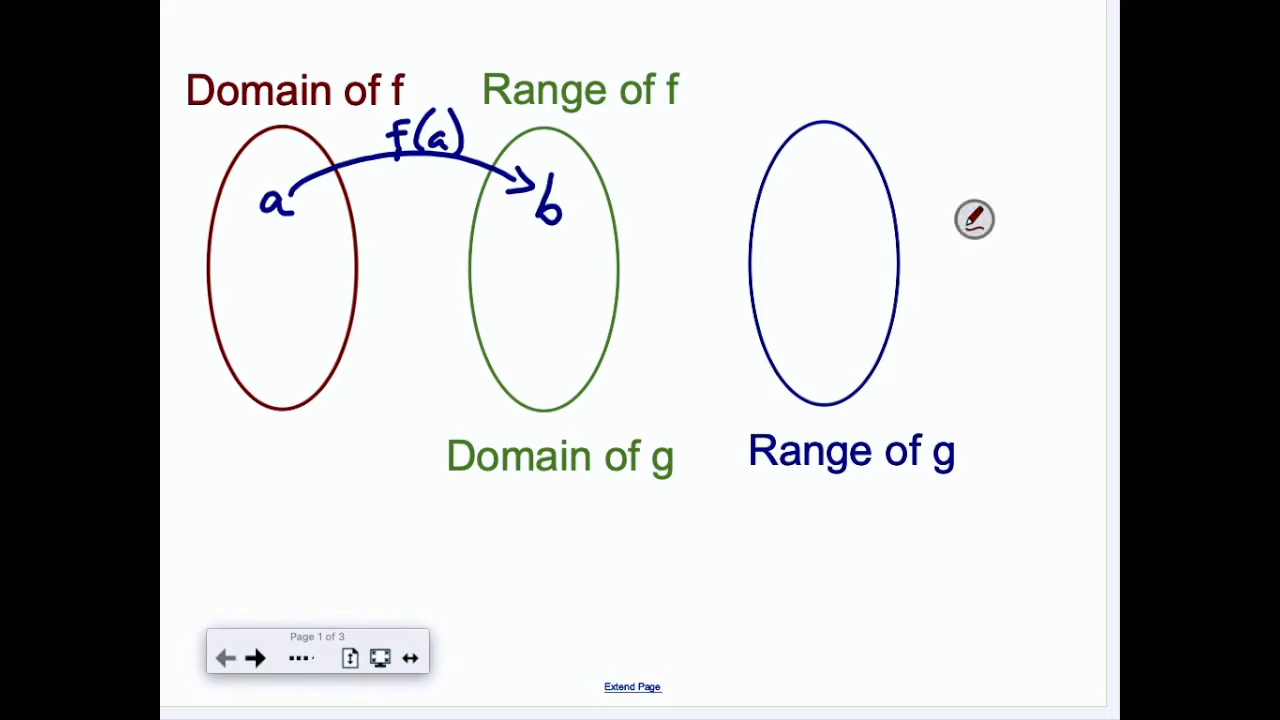 Domain of f
Range of f
f(a)
a
b
Domain of g
Range of g
Page 1 of 3
Extend Page